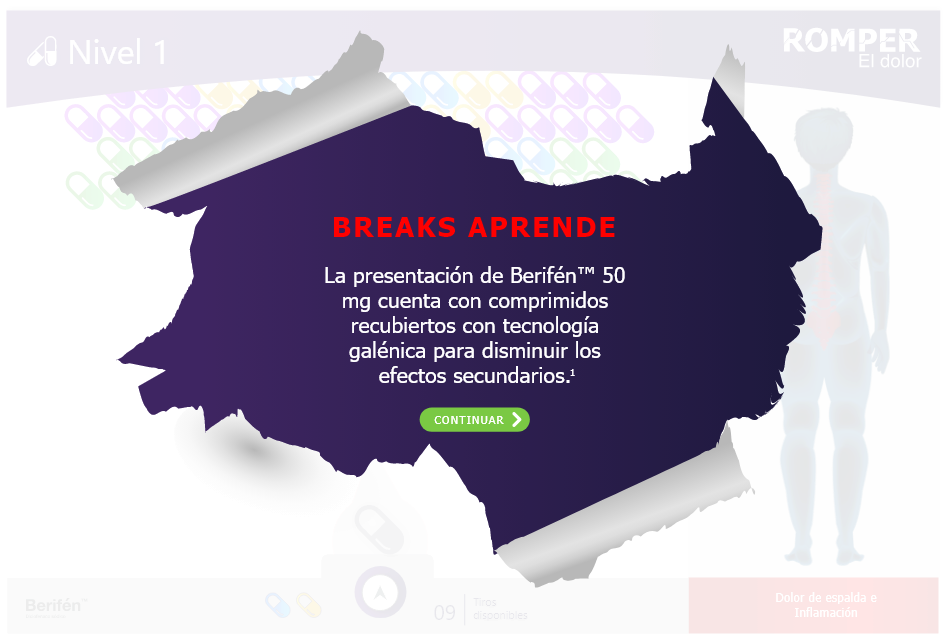 Nivel 1
ROMPER
El dolor
BREAKS APRENDE
La presentación de Berifén™ 50
mg cuenta con comprimidos
recubiertos con tecnología
galénica para disminuir los
efectos secundarios.¹
CONTINUAR
Berifén™
09
Tiros
disponibles
Dolor de espalda e
Inflamación